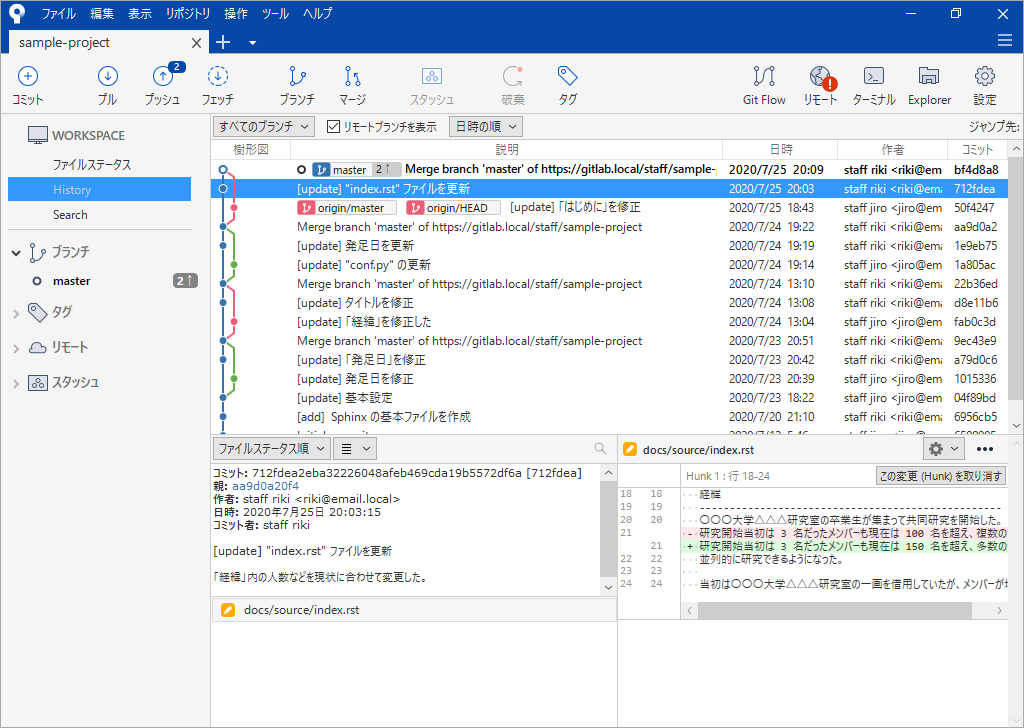 ファイル 編集 表示 リポジトリ 操作 ツール ヘルプ
sample-project
コミット プル 2 プッシュ フェッチ ブランチ マージ スタッシュ 破棄 タグ Git Flow リモート ターミナル Explorer 設定
WORKSPACE
ファイルステータス
History
Search
ブランチ
master 2↑
タグ
リモート
スタッシュ
すべてのブランチ リモートブランチを表示 日時の順 ジャンプ先:
樹形図 説明 日時 作者 コミット
master 2↑ Merge branch 'master' of https://gitlab.local/staff/sample- 2020/7/25 20:09 staff riki <riki@em bf4d8a8
[update] "index.rst" ファイルを更新 2020/7/25 20:03 staff riki <riki@em 712fdea
origin/master origin/HEAD [update] 「はじめに」を修正 2020/7/25 18:43 staff jiro <jiro@ema 50f4247
Merge branch 'master' of https://gitlab.local/staff/sample-project 2020/7/24 19:22 staff riki <riki@em aa9d0a2
[update] 発足日を更新 2020/7/24 19:19 staff riki <riki@em 1e9eb75
[update] "conf.py" の更新 2020/7/24 19:14 staff jiro <jiro@ema 1a805ac
Merge branch 'master' of https://gitlab.local/staff/sample-project 2020/7/24 13:10 staff riki <riki@em 22b36ed
[update] タイトルを修正 2020/7/24 13:08 staff riki <riki@em d8e11b6
[update] 「経緯」を修正した 2020/7/24 13:04 staff jiro <jiro@ema fab0c3d
Merge branch 'master' of https://gitlab.local/staff/sample-project 2020/7/23 20:51 staff riki <riki@em 9ec43e9
[update] 「発足日」を修正 2020/7/23 20:42 staff riki <riki@em a79d0c6
[update] 発足日を修正 2020/7/23 20:39 staff jiro <jiro@ema 1015336
[update] 基本設定 2020/7/23 18:22 staff jiro <jiro@ema 04f89bd
[add] Sphinx の基本ファイルを作成 2020/7/20 21:10 staff riki <riki@em 6956cb5
ファイルステータス順
コミット: 712fdea2eba32226048afeb469cda19b5572df6a [712fdea]
親: aa9d0a20f4
作者: staff riki <riki@email.local>
日時: 2020年7月25日 20:03:15
コミット者: staff riki
[update] "index.rst" ファイルを更新
「経緯」内の人数などを現状に合わせて変更した。
docs/source/index.rst
docs/source/index.rst
Hunk 1 : 行 18-24 この変更 (Hunk) を取り消す
18 18 経緯
19 19 ------------------------------------------------
20 20 〇〇〇大学△△△研究室の卒業生が集まって共同研究を開始した。
21 - 研究開始当初は 3 名だったメンバーも現在は 100 名を超え、複数の
21 + 研究開始当初は 3 名だったメンバーも現在は 150 名を超え、多数の
22 22 並列的に研究できるようになった。
23 23
24 24 当初は〇〇〇大学△△△研究室の一画を借用していたが、メンバーが